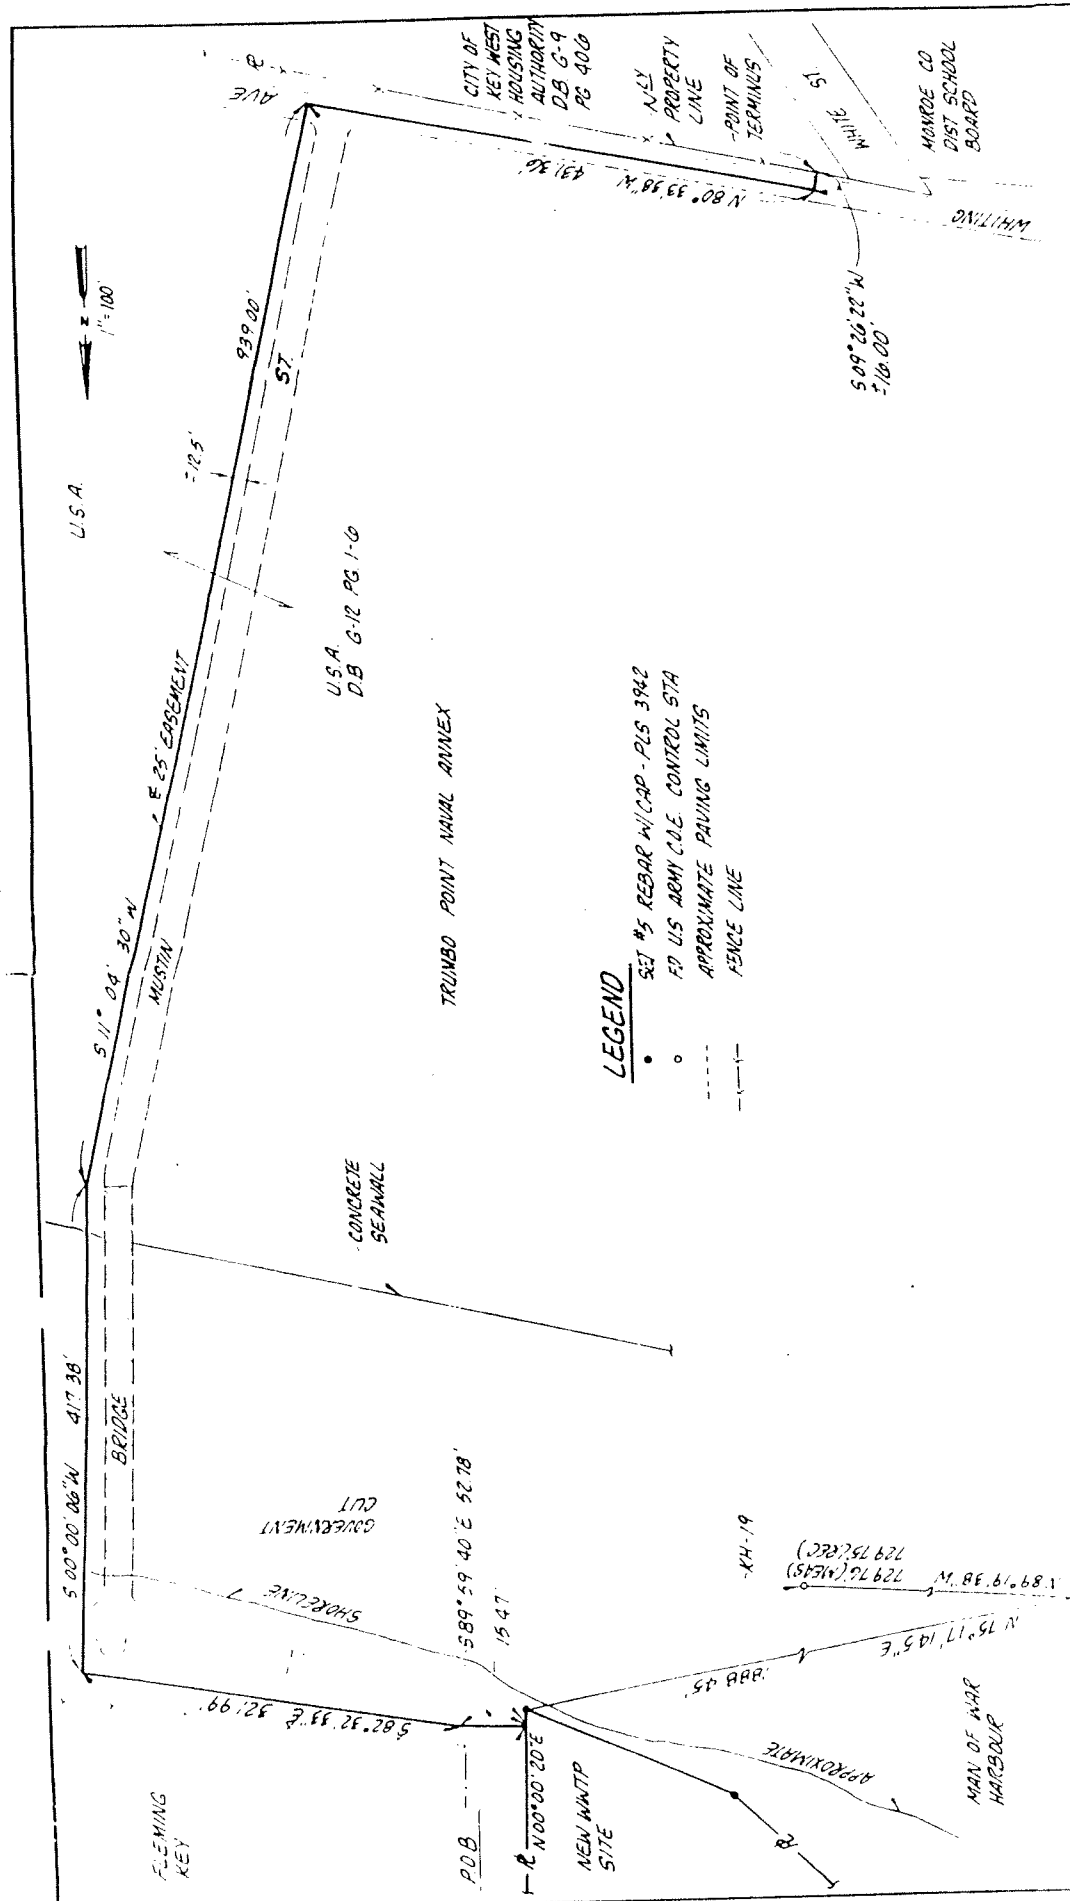 FLEMING
KEY
P.O.B
NEW WWTP
SITE
N 00° 00' 20" E
S 82° 32' 33" E 321.99'
S 89° 59' 40" E 52.78'
15.47'
888.45'
N 75° 17' 14.5" E
APPROXIMATE
SHORELINE
MAN OF WAR
HARBOUR
KH-19
N 89° 19' 38" W
729.76 (MEAS)
729.75 (REC)
GOVERNMENT
CUT
S 00° 00' 06" W 417.38'
BRIDGE
CONCRETE
SEAWALL
S 11° 04' 30" W
939.00'
MUSTIN
ST.
℄ 25' EASEMENT
±12.5'
U.S.A.
1"=100'
N
U.S.A.
D.B. G-12 PG. 1-6
TRUMBO POINT NAVAL ANNEX
LEGEND
SET #5 REBAR W/CAP - PLS 3942
FD U.S ARMY C.O.E. CONTROL STA
APPROXIMATE PAVING LIMITS
FENCE LINE
AVE
CITY OF
KEY WEST
HOUSING
AUTHORITY
D.B. G-9
PG 406
N'LY
PROPERTY
LINE
POINT OF
TERMINUS
N 80° 33' 38" W 431.36'
WHITE ST.
WHITING
MONROE CO
DIST SCHOOL
BOARD
S 09° 26' 22" W
±16.00'